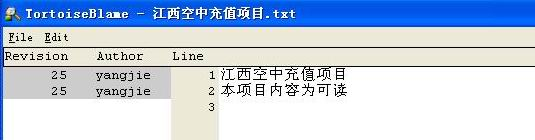 TortoiseBlame - 江西空中充值项目.txt
File Edit
Revision Author Line
25 yangjie 1 江西空中充值项目
25 yangjie 2 本项目内容为可读
3